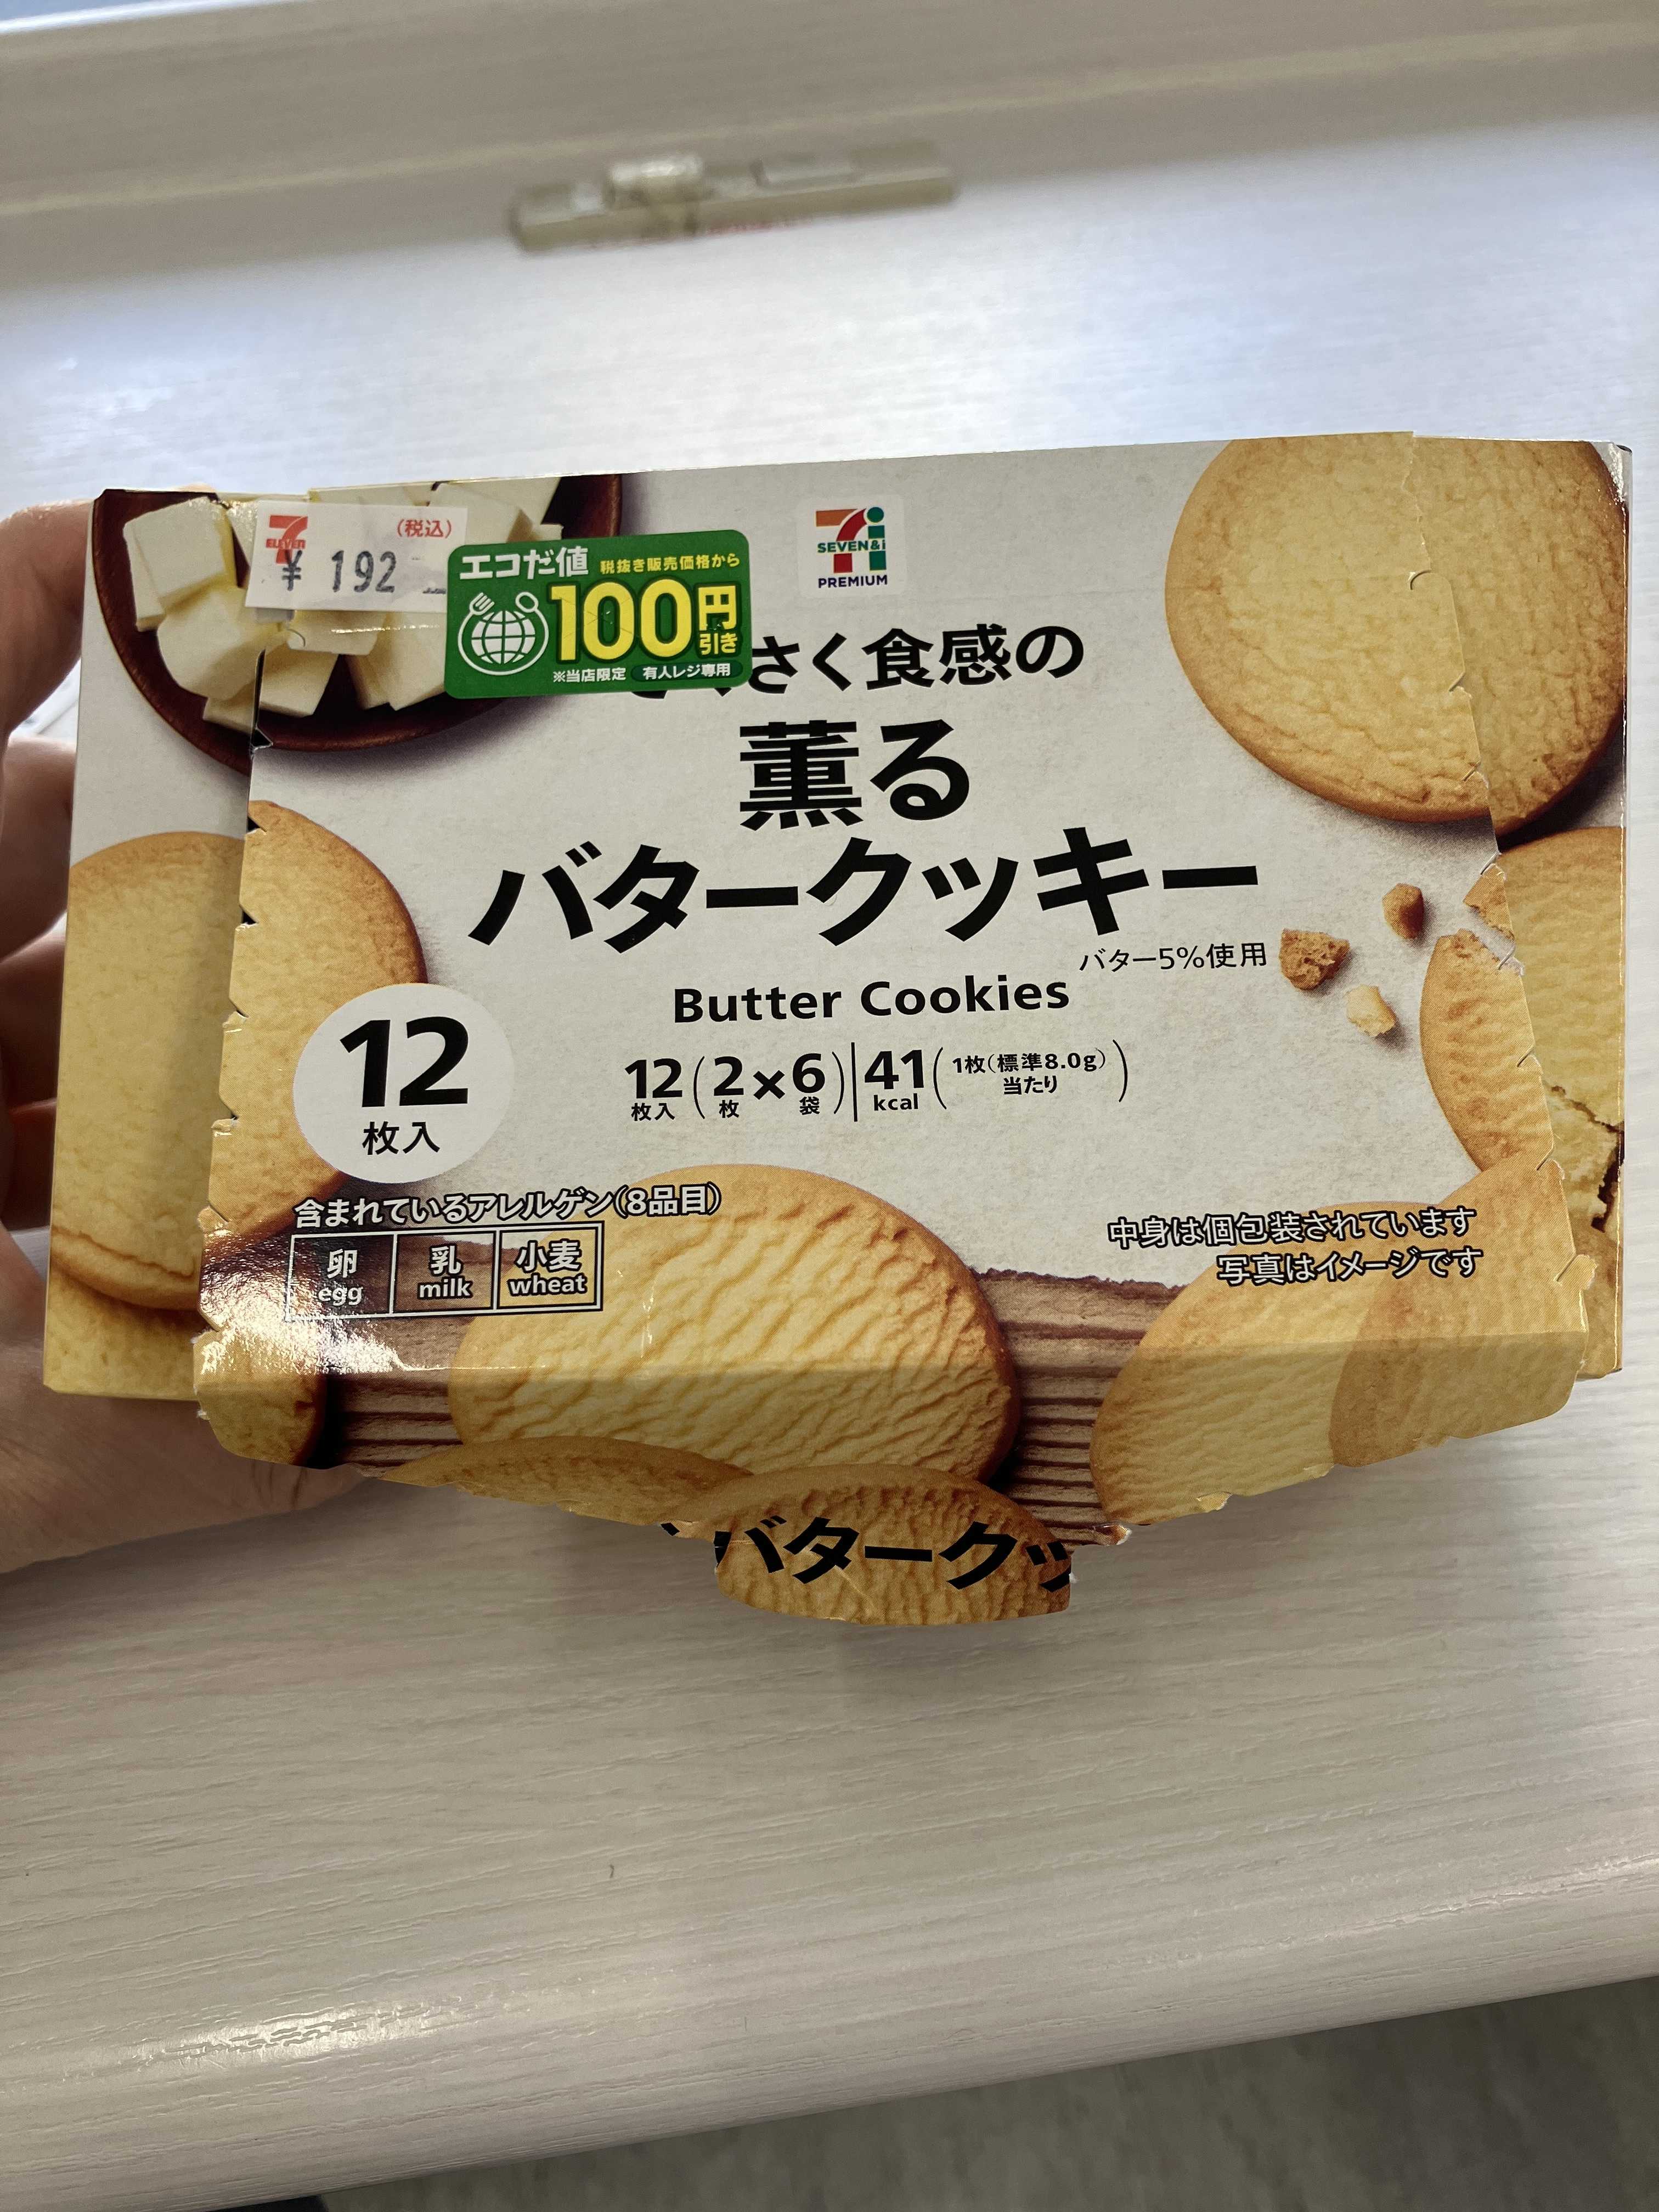 7
ELEVEN
(税込)
¥ 192
エコだ値
税抜き販売価格から
100円
引き
※当店限定 有人レジ専用
SEVEN&i
PREMIUM
さく食感の
薫る
バタークッキー
バター5%使用
Butter Cookies
12枚入(2枚×6袋) 41kcal(1枚(標準8.0g)当たり)
12
枚入
含まれているアレルゲン(8品目)
卵 乳 小麦
egg milk wheat
中身は個包装されています
写真はイメージです
バタークッ